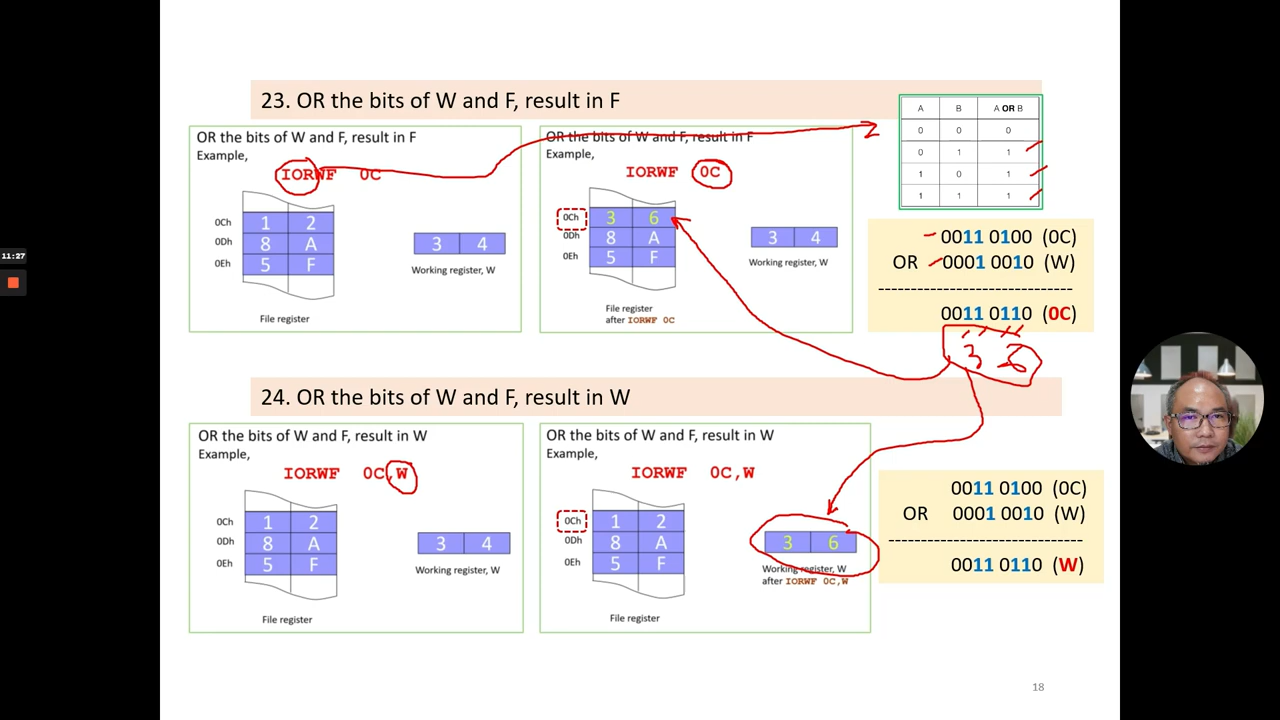 23. OR the bits of W and F, result in F
OR the bits of W and F, result in F
Example,
IORWF 0C
0Ch 1 2
0Dh 8 A
0Eh 5 F
3 4
Working register, W
File register
OR the bits of W and F, result in F
Example,
IORWF 0C
0Ch 3 6
0Dh 8 A
0Eh 5 F
3 4
Working register, W
File register
after IORWF 0C
A B A OR B
0 0 0
0 1 1
1 0 1
1 1 1
0011 0100 (0C)
OR 0001 0010 (W)
------------------------------
0011 0110 (0C)
3 6
11:27
24. OR the bits of W and F, result in W
OR the bits of W and F, result in W
Example,
IORWF 0C,W
0Ch 1 2
0Dh 8 A
0Eh 5 F
3 4
Working register, W
File register
OR the bits of W and F, result in W
Example,
IORWF 0C,W
0Ch 1 2
0Dh 8 A
0Eh 5 F
3 6
Working register, W
after IORWF 0C,W
File register
0011 0100 (0C)
OR 0001 0010 (W)
------------------------------
0011 0110 (W)
18